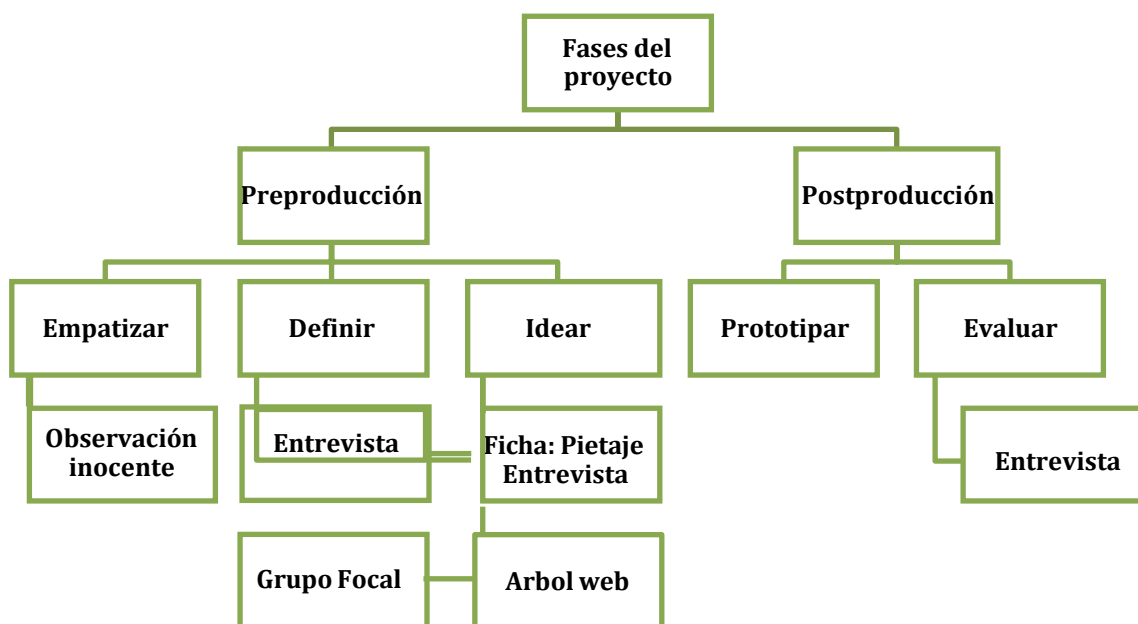 Fases del
proyecto
Preproducción
Postproducción
Empatizar
Definir
Idear
Prototipar
Evaluar
Observación
inocente
Entrevista
Ficha: Pietaje
Entrevista
Entrevista
Grupo Focal
Arbol web